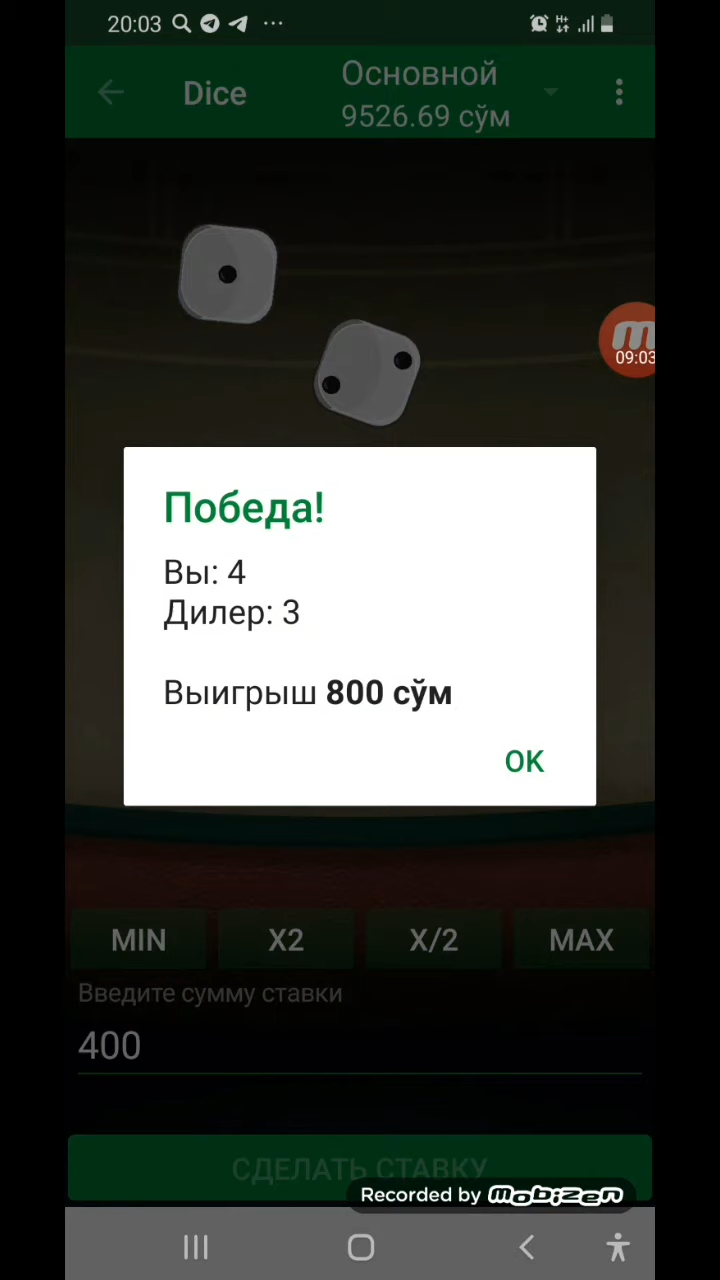 20:03
Dice
Основной
9526.69 сўм
09:03
Победа!
Вы: 4
Дилер: 3
Выигрыш 800 сўм
OK
MIN
X2
X/2
MAX
Введите сумму ставки
400
СДЕЛАТЬ СТАВКУ
Recorded by mobizen